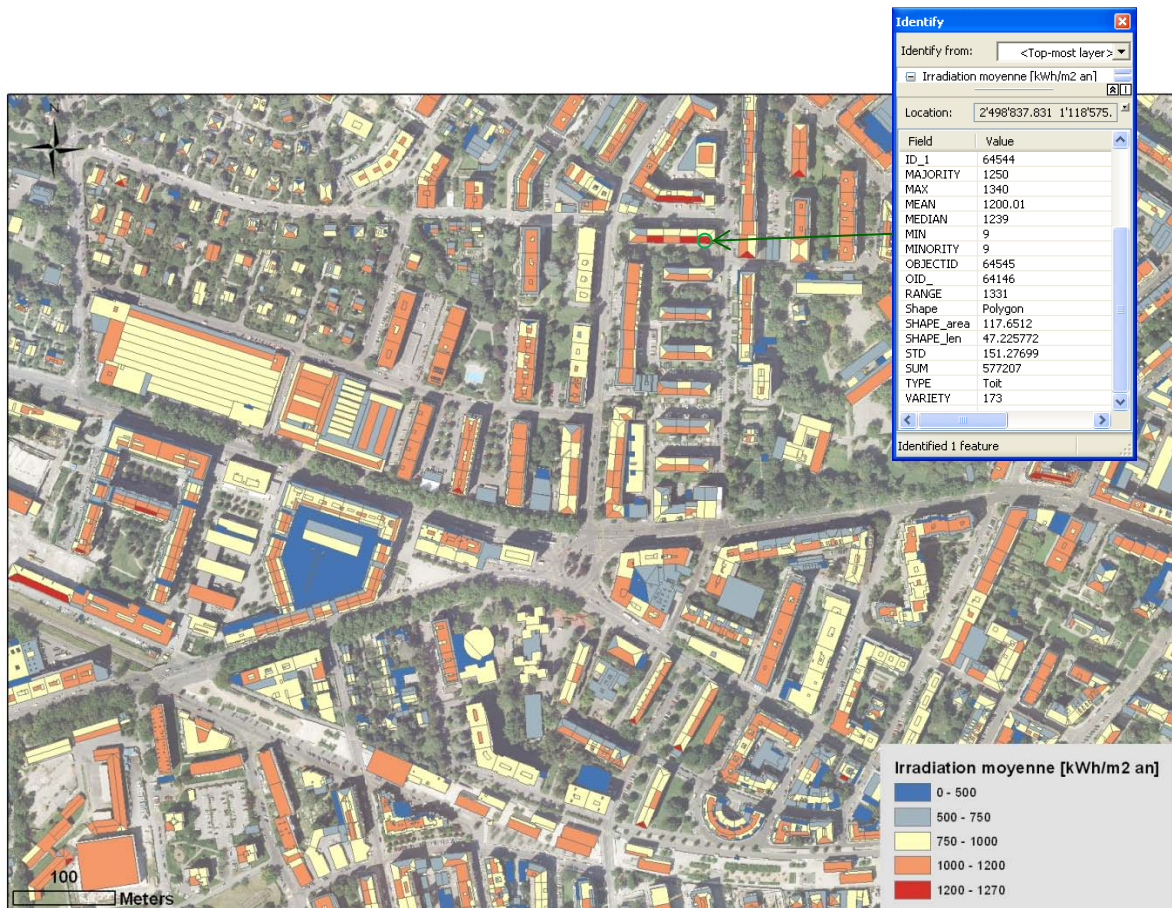 Identify
Identify from: <Top-most layer>
Irradiation moyenne [kWh/m2 an]
Location: 2'498'837.831 1'118'575.
Field Value
ID_1 64544
MAJORITY 1250
MAX 1340
MEAN 1200.01
MEDIAN 1239
MIN 9
MINORITY 9
OBJECTID 64545
OID_ 64146
RANGE 1331
Shape Polygon
SHAPE_area 117.6512
SHAPE_len 47.225772
STD 151.27699
SUM 577207
TYPE Toit
VARIETY 173
Identified 1 feature
N
Irradiation moyenne [kWh/m2 an]
0 - 500
500 - 750
750 - 1000
1000 - 1200
1200 - 1270
100
Meters